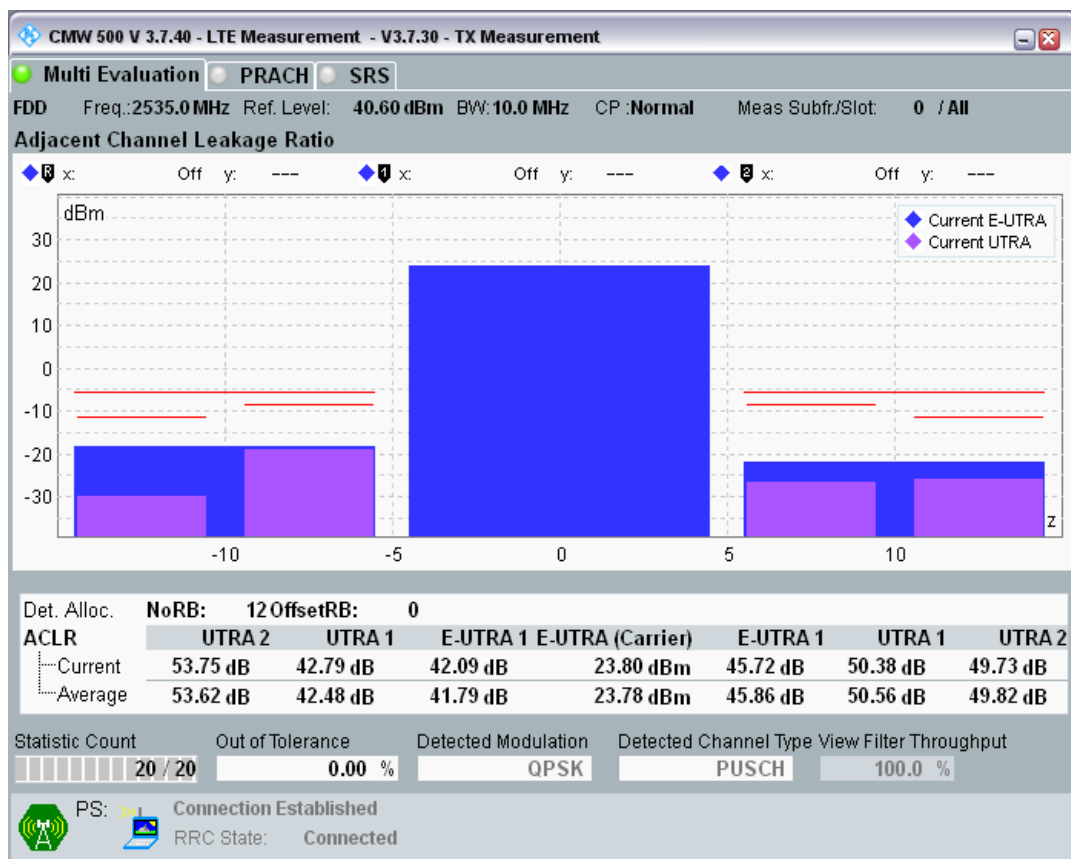 CMW 500 V 3.7.40 - LTE Measurement - V3.7.30 - TX Measurement
Multi Evaluation PRACH SRS
FDD Freq.:2535.0 MHz Ref. Level: 40.60 dBm BW:10.0 MHz CP :Normal Meas Subfr./Slot: 0 / All
Adjacent Channel Leakage Ratio
R x: Off y: --- 1 x: Off y: --- 2 x: Off y: ---
dBm
Current E-UTRA
Current UTRA
30
20
10
0
-10
-20
-30
z
-10 -5 0 5 10
Det. Alloc. NoRB: 12 OffsetRB: 0
ACLR UTRA 2 UTRA 1 E-UTRA 1 E-UTRA (Carrier) E-UTRA 1 UTRA 1 UTRA 2
Current 53.75 dB 42.79 dB 42.09 dB 23.80 dBm 45.72 dB 50.38 dB 49.73 dB
Average 53.62 dB 42.48 dB 41.79 dB 23.78 dBm 45.86 dB 50.56 dB 49.82 dB
Statistic Count Out of Tolerance Detected Modulation Detected Channel Type View Filter Throughput
20 / 20 0.00 % QPSK PUSCH 100.0 %
PS: Connection Established
RRC State: Connected